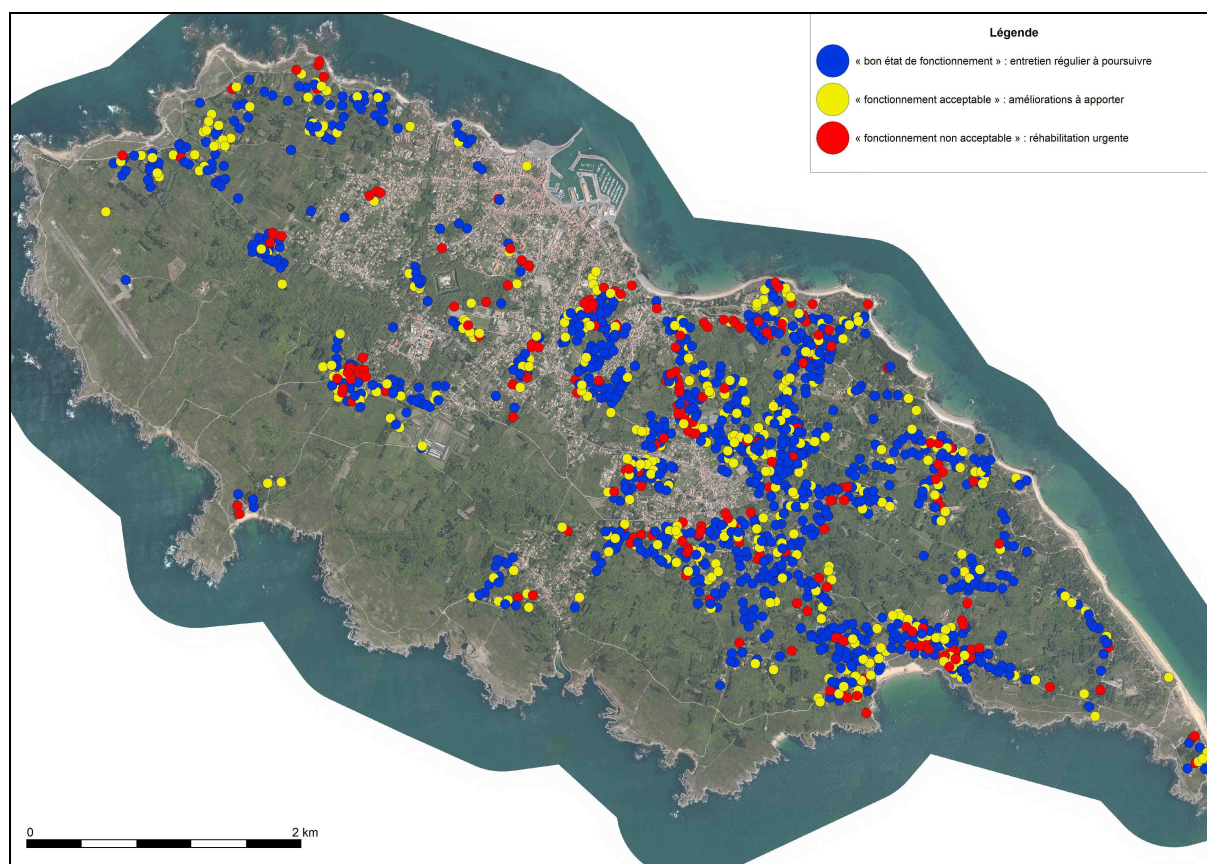 Légende
« bon état de fonctionnement » : entretien régulier à poursuivre
« fonctionnement acceptable » : améliorations à apporter
« fonctionnement non acceptable » : réhabilitation urgente
0 2 km